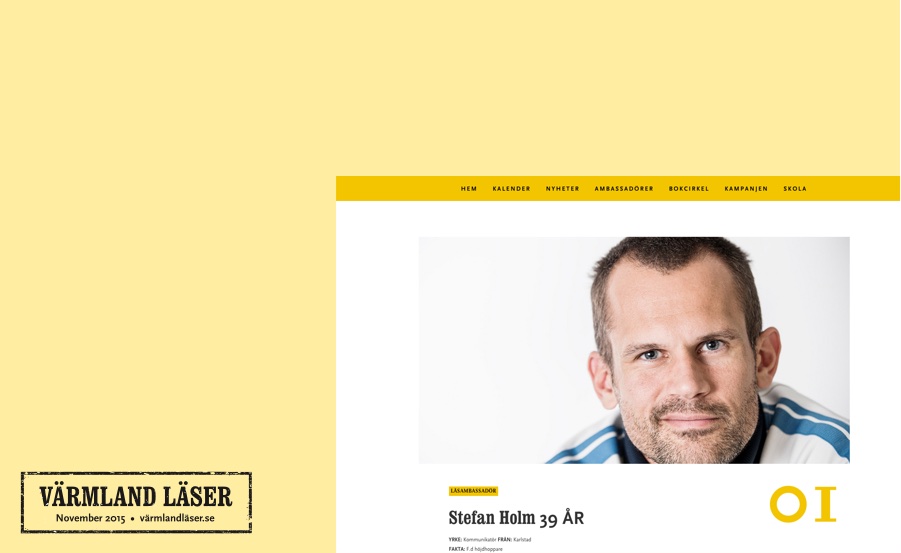 HEM KALENDER NYHETER AMBASSADÖRER BOKCIRKEL KAMPANJEN SKOLA
LÄSAMBASSADÖR
01
Stefan Holm 39 ÅR
YRKE: Kommunikatör FRÅN: Karlstad
FAKTA: F.d höjdhoppare
VÄRMLAND LÄSER
November 2015 • värmlandläser.se